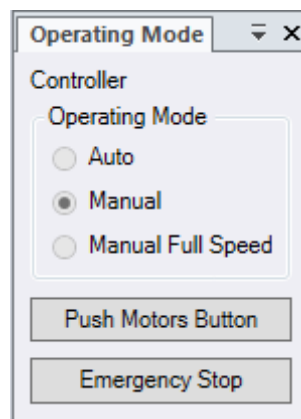 Operating Mode
Controller
Operating Mode
Auto
Manual
Manual Full Speed
Push Motors Button
Emergency Stop